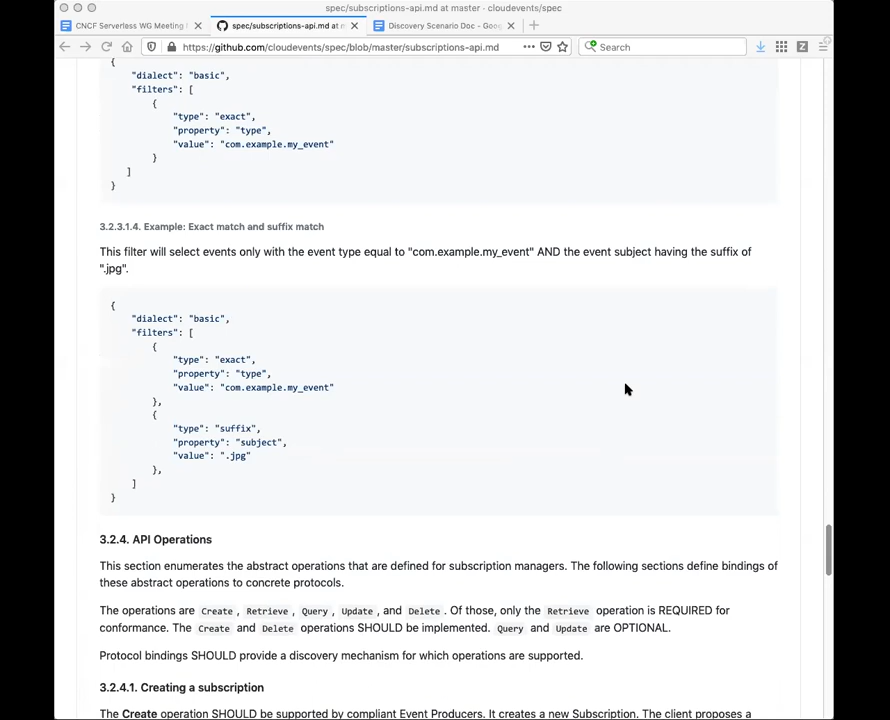 subscriptions-api.md at master · cloudevents/spec
CNCF Serverless WG Meeting
subscriptions-api.md at m
Discovery Scenario Doc - Goo
https://github.com/cloudevents/spec/blob/master/subscriptions-api.md
Search
{
"dialect": "basic",
"filters": [
{
"type": "exact",
"property": "type",
"value": "com.example.my_event"
}
]
}
3.2.3.1.4. Example: Exact match and suffix match
This filter will select events only with the event type equal to "com.example.my_event" AND the event subject having the suffix of
".jpg".
{
"dialect": "basic",
"filters": [
{
"type": "exact",
"property": "type",
"value": "com.example.my_event"
},
{
"type": "suffix",
"property": "subject",
"value": ".jpg"
},
]
}
3.2.4. API Operations
This section enumerates the abstract operations that are defined for subscription managers. The following sections define bindings of
these abstract operations to concrete protocols.
The operations are Create, Retrieve, Query, Update, and Delete. Of those, only the Retrieve operation is REQUIRED for
conformance. The Create and Delete operations SHOULD be implemented. Query and Update are OPTIONAL.
Protocol bindings SHOULD provide a discovery mechanism for which operations are supported.
3.2.4.1. Creating a subscription
The Create operation SHOULD be supported by compliant Event Producers. It creates a new Subscription. The client proposes a